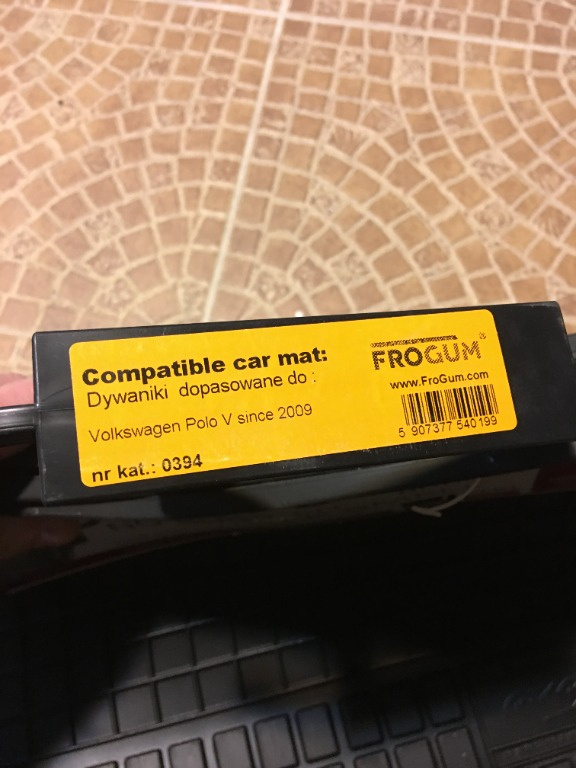 Compatible car mat:
Dywaniki dopasowane do :
Volkswagen Polo V since 2009
nr kat.: 0394
FROGUM®
www.FroGum.com
5 907377 540199